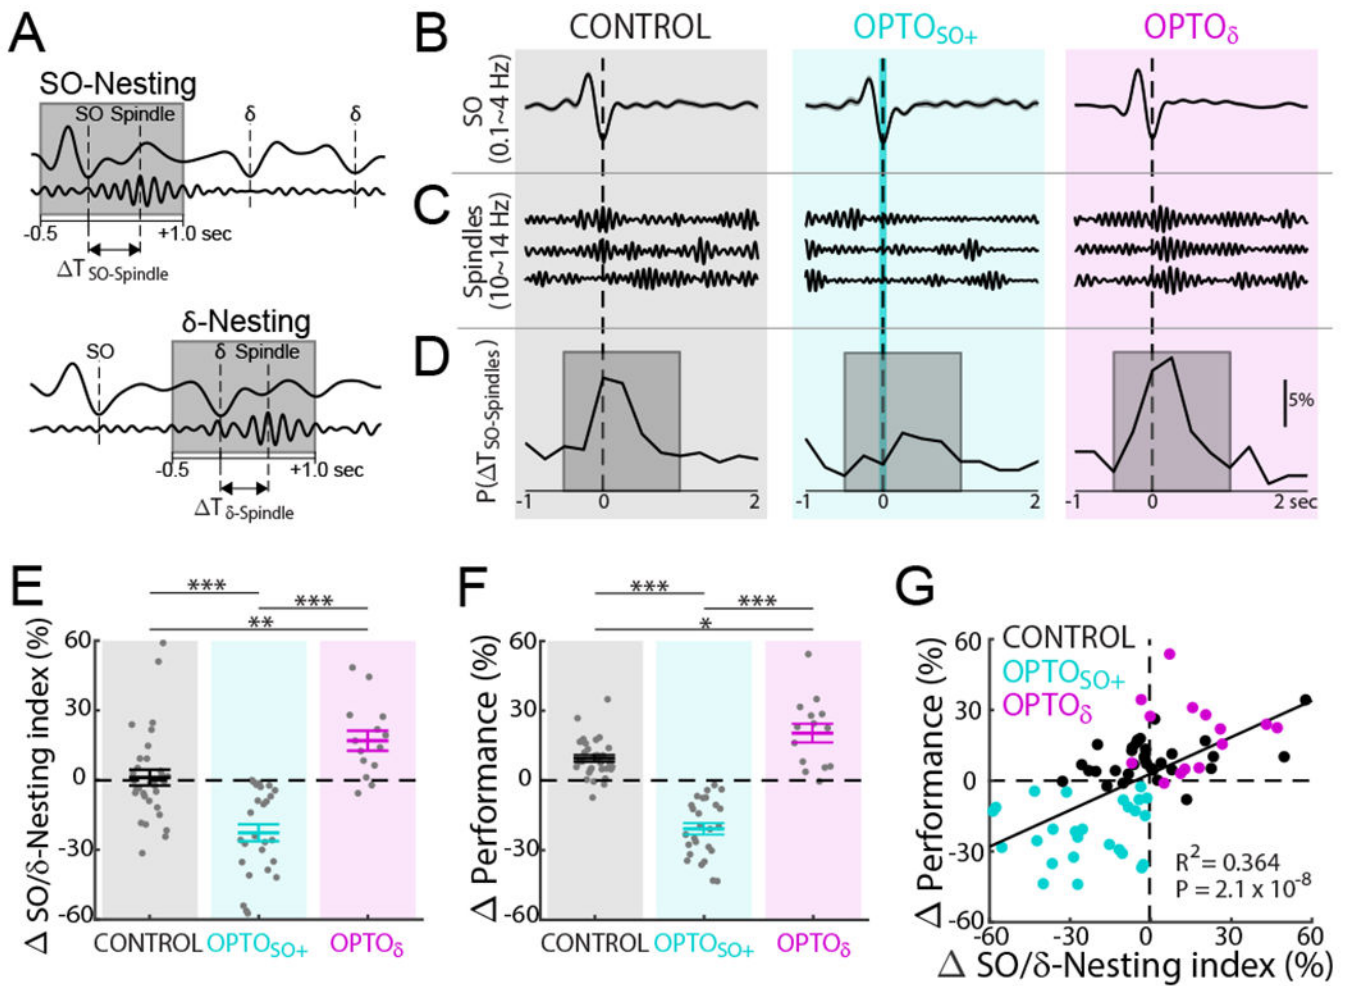 A
SO-Nesting
SO Spindle δ δ
-0.5 +1.0 sec
ΔT SO-Spindle
δ-Nesting
SO δ Spindle
-0.5 +1.0 sec
ΔT δ-Spindle
B CONTROL OPTO SO+ OPTO δ
SO
(0.1~4 Hz)
C
Spindles
(10~14 Hz)
D
P(ΔT SO-Spindles)
5%
-1 0 2 -1 0 2 -1 0 2 sec
E
*** *** **
Δ SO/δ-Nesting index (%)
60
30
0
-30
-60
CONTROL OPTO SO+ OPTO δ
F
*** *** *
Δ Performance (%)
60
30
0
-30
-60
CONTROL OPTO SO+ OPTO δ
G
Δ Performance (%)
60
30
0
-30
-60
CONTROL
OPTO SO+
OPTO δ
R² = 0.364
P = 2.1 x 10⁻⁸
-60 -30 0 30 60
Δ SO/δ-Nesting index (%)